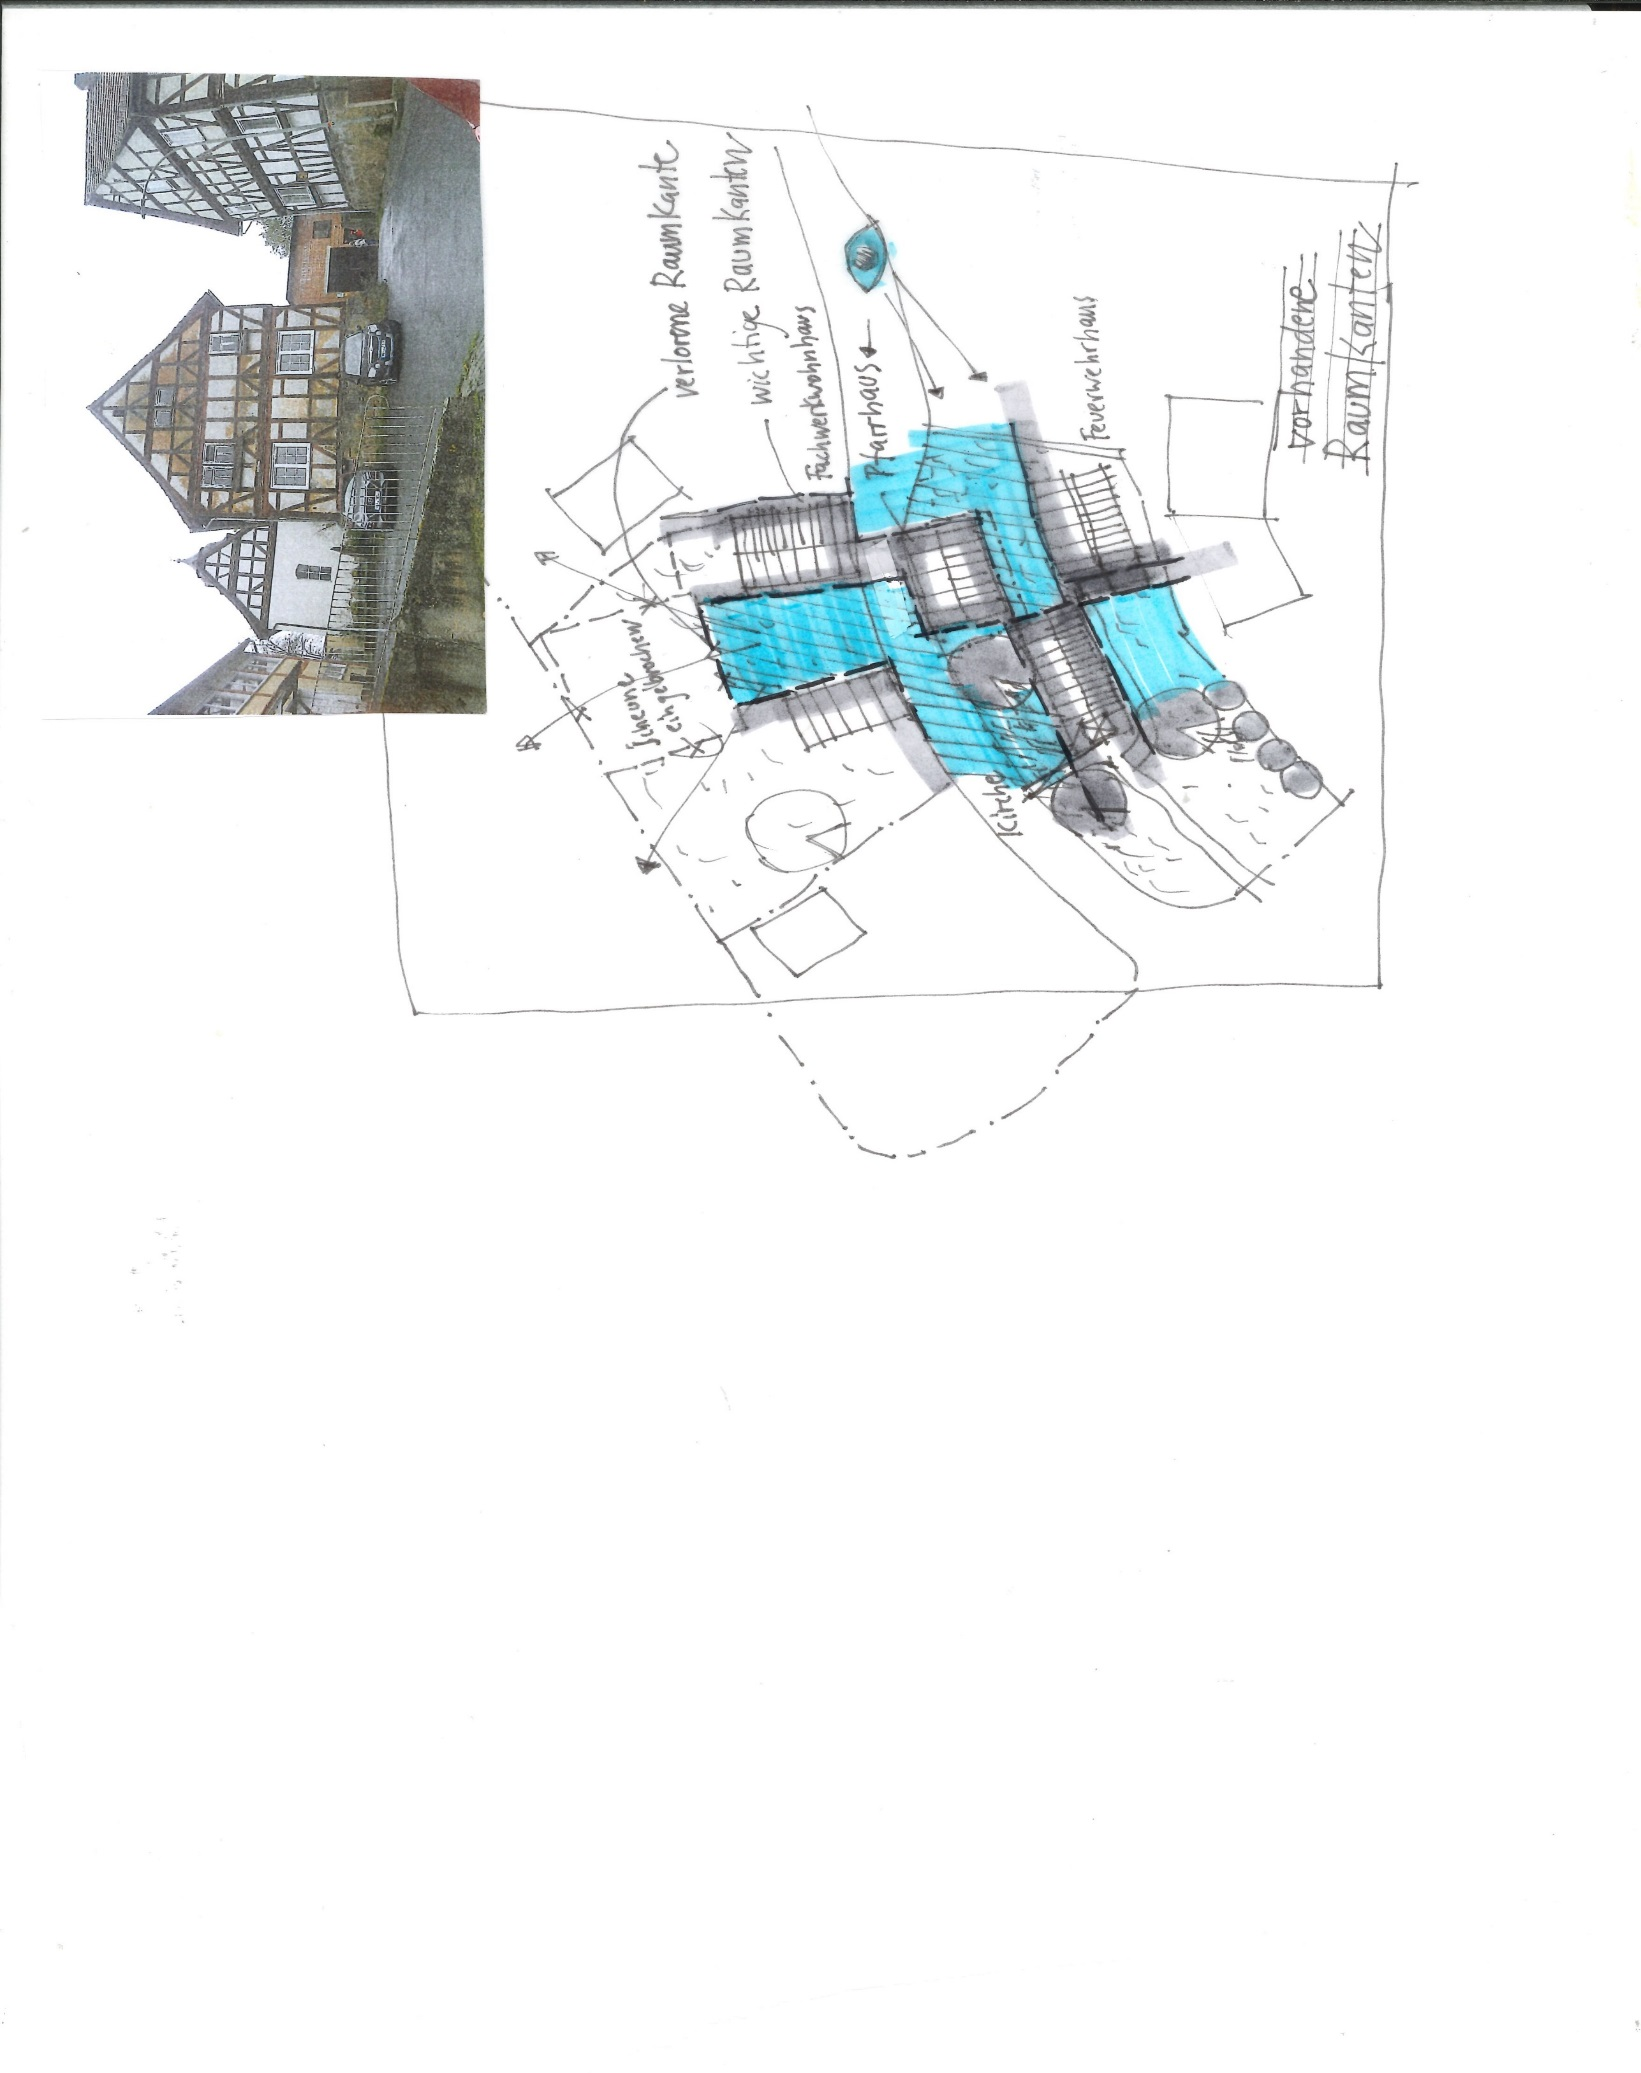 verlorene Raumkante
wichtige Raumkanten
Fachwerkwohnhaus
Pfarrhaus
Scheune
eingebrochen
Kirche
Feuerwehrhaus
vorhandene
Raumkanten